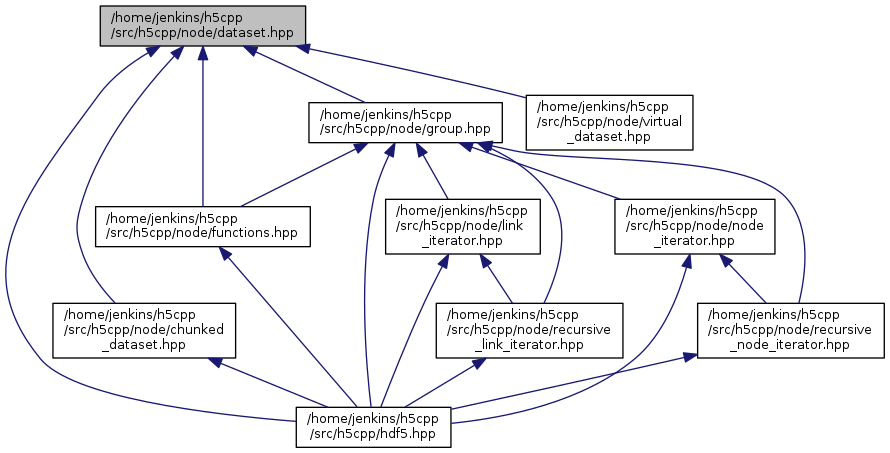 /home/jenkins/h5cpp
/src/h5cpp/node/dataset.hpp
/home/jenkins/h5cpp
/src/h5cpp/node/virtual
_dataset.hpp
/home/jenkins/h5cpp
/src/h5cpp/node/group.hpp
/home/jenkins/h5cpp
/src/h5cpp/node/functions.hpp
/home/jenkins/h5cpp
/src/h5cpp/node/link
_iterator.hpp
/home/jenkins/h5cpp
/src/h5cpp/node/node
_iterator.hpp
/home/jenkins/h5cpp
/src/h5cpp/node/chunked
_dataset.hpp
/home/jenkins/h5cpp
/src/h5cpp/node/recursive
_link_iterator.hpp
/home/jenkins/h5cpp
/src/h5cpp/node/recursive
_node_iterator.hpp
/home/jenkins/h5cpp
/src/h5cpp/hdf5.hpp